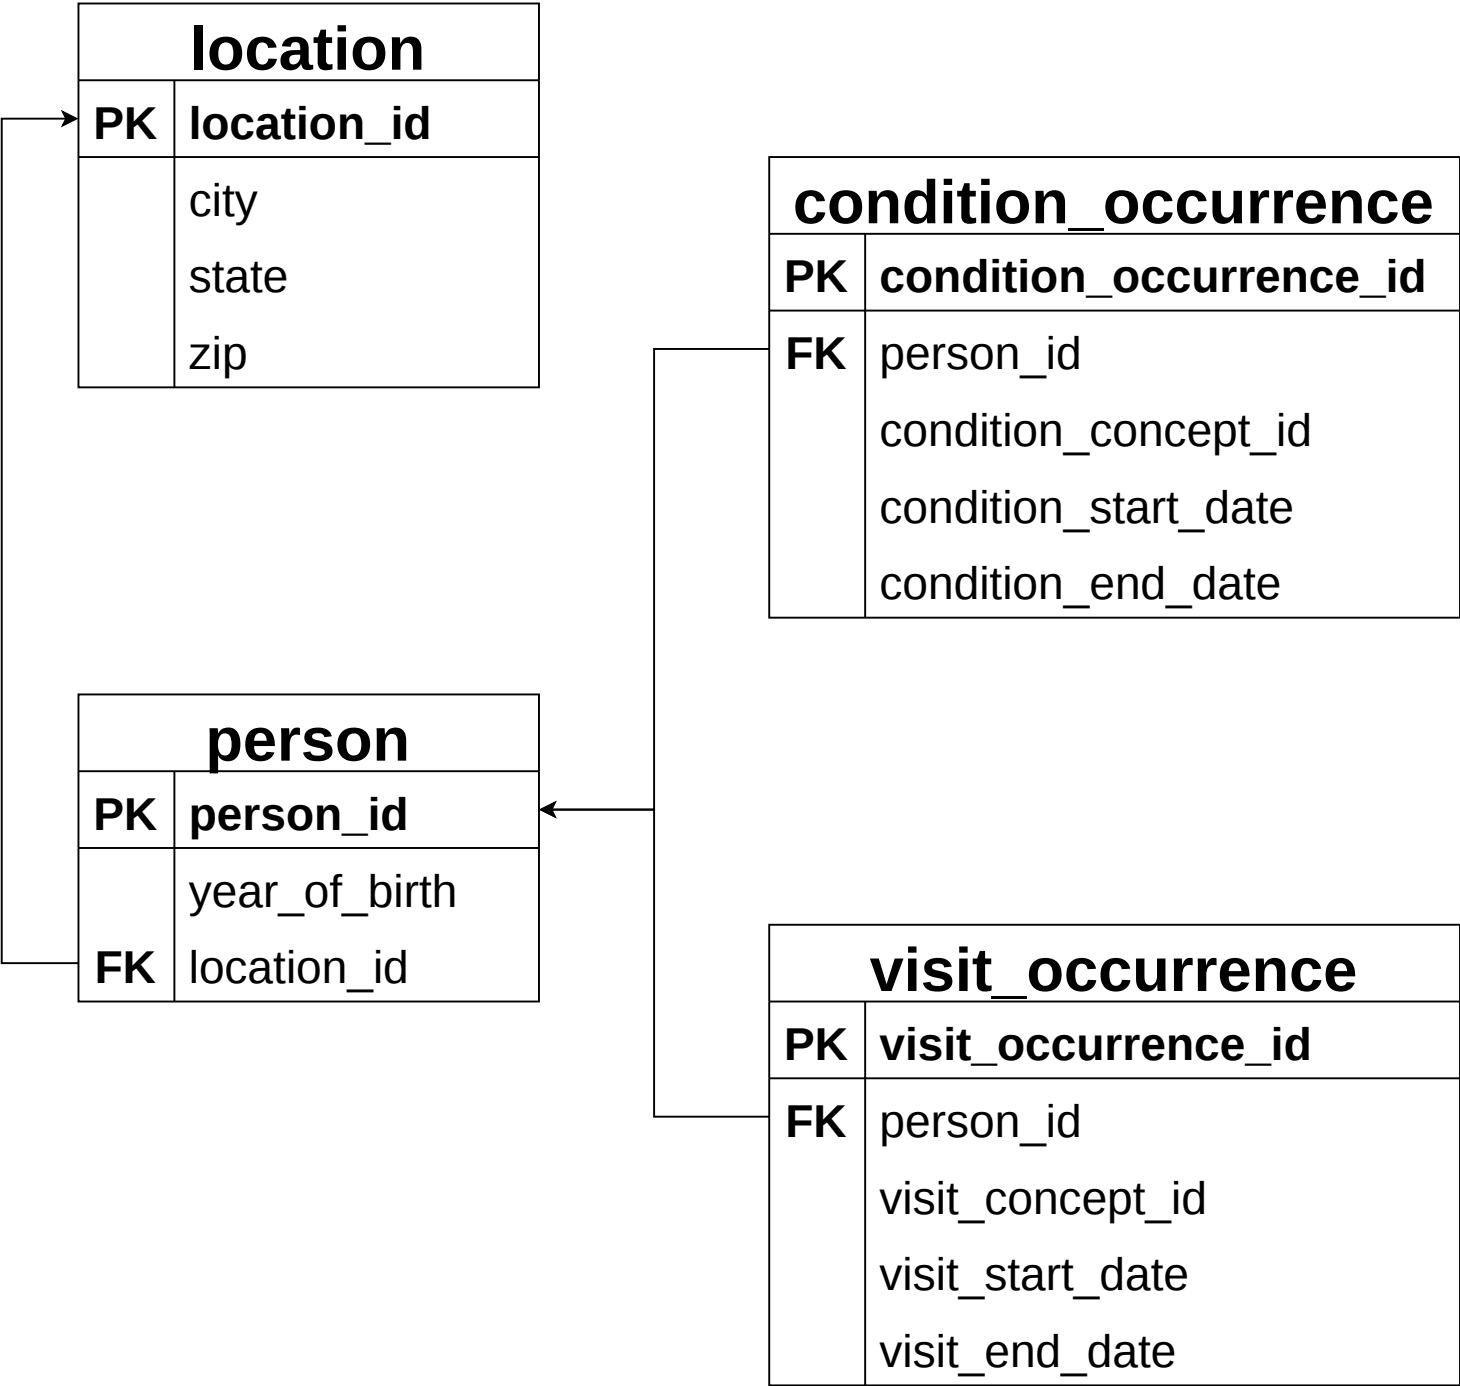 location
PK location_id
city
state
zip
condition_occurrence
PK condition_occurrence_id
FK person_id
condition_concept_id
condition_start_date
condition_end_date
person
PK person_id
year_of_birth
FK location_id
visit_occurrence
PK visit_occurrence_id
FK person_id
visit_concept_id
visit_start_date
visit_end_date